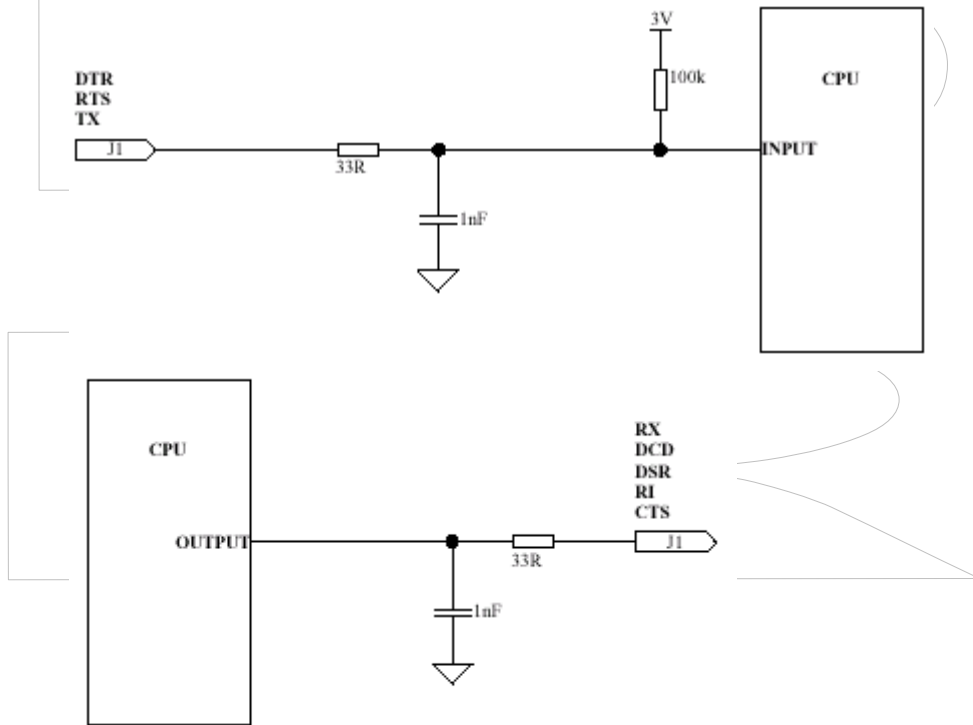 3V
100k
CPU
DTR
RTS
TX
J1
33R
INPUT
1nF
CPU
RX
DCD
DSR
RI
CTS
OUTPUT
J1
33R
1nF